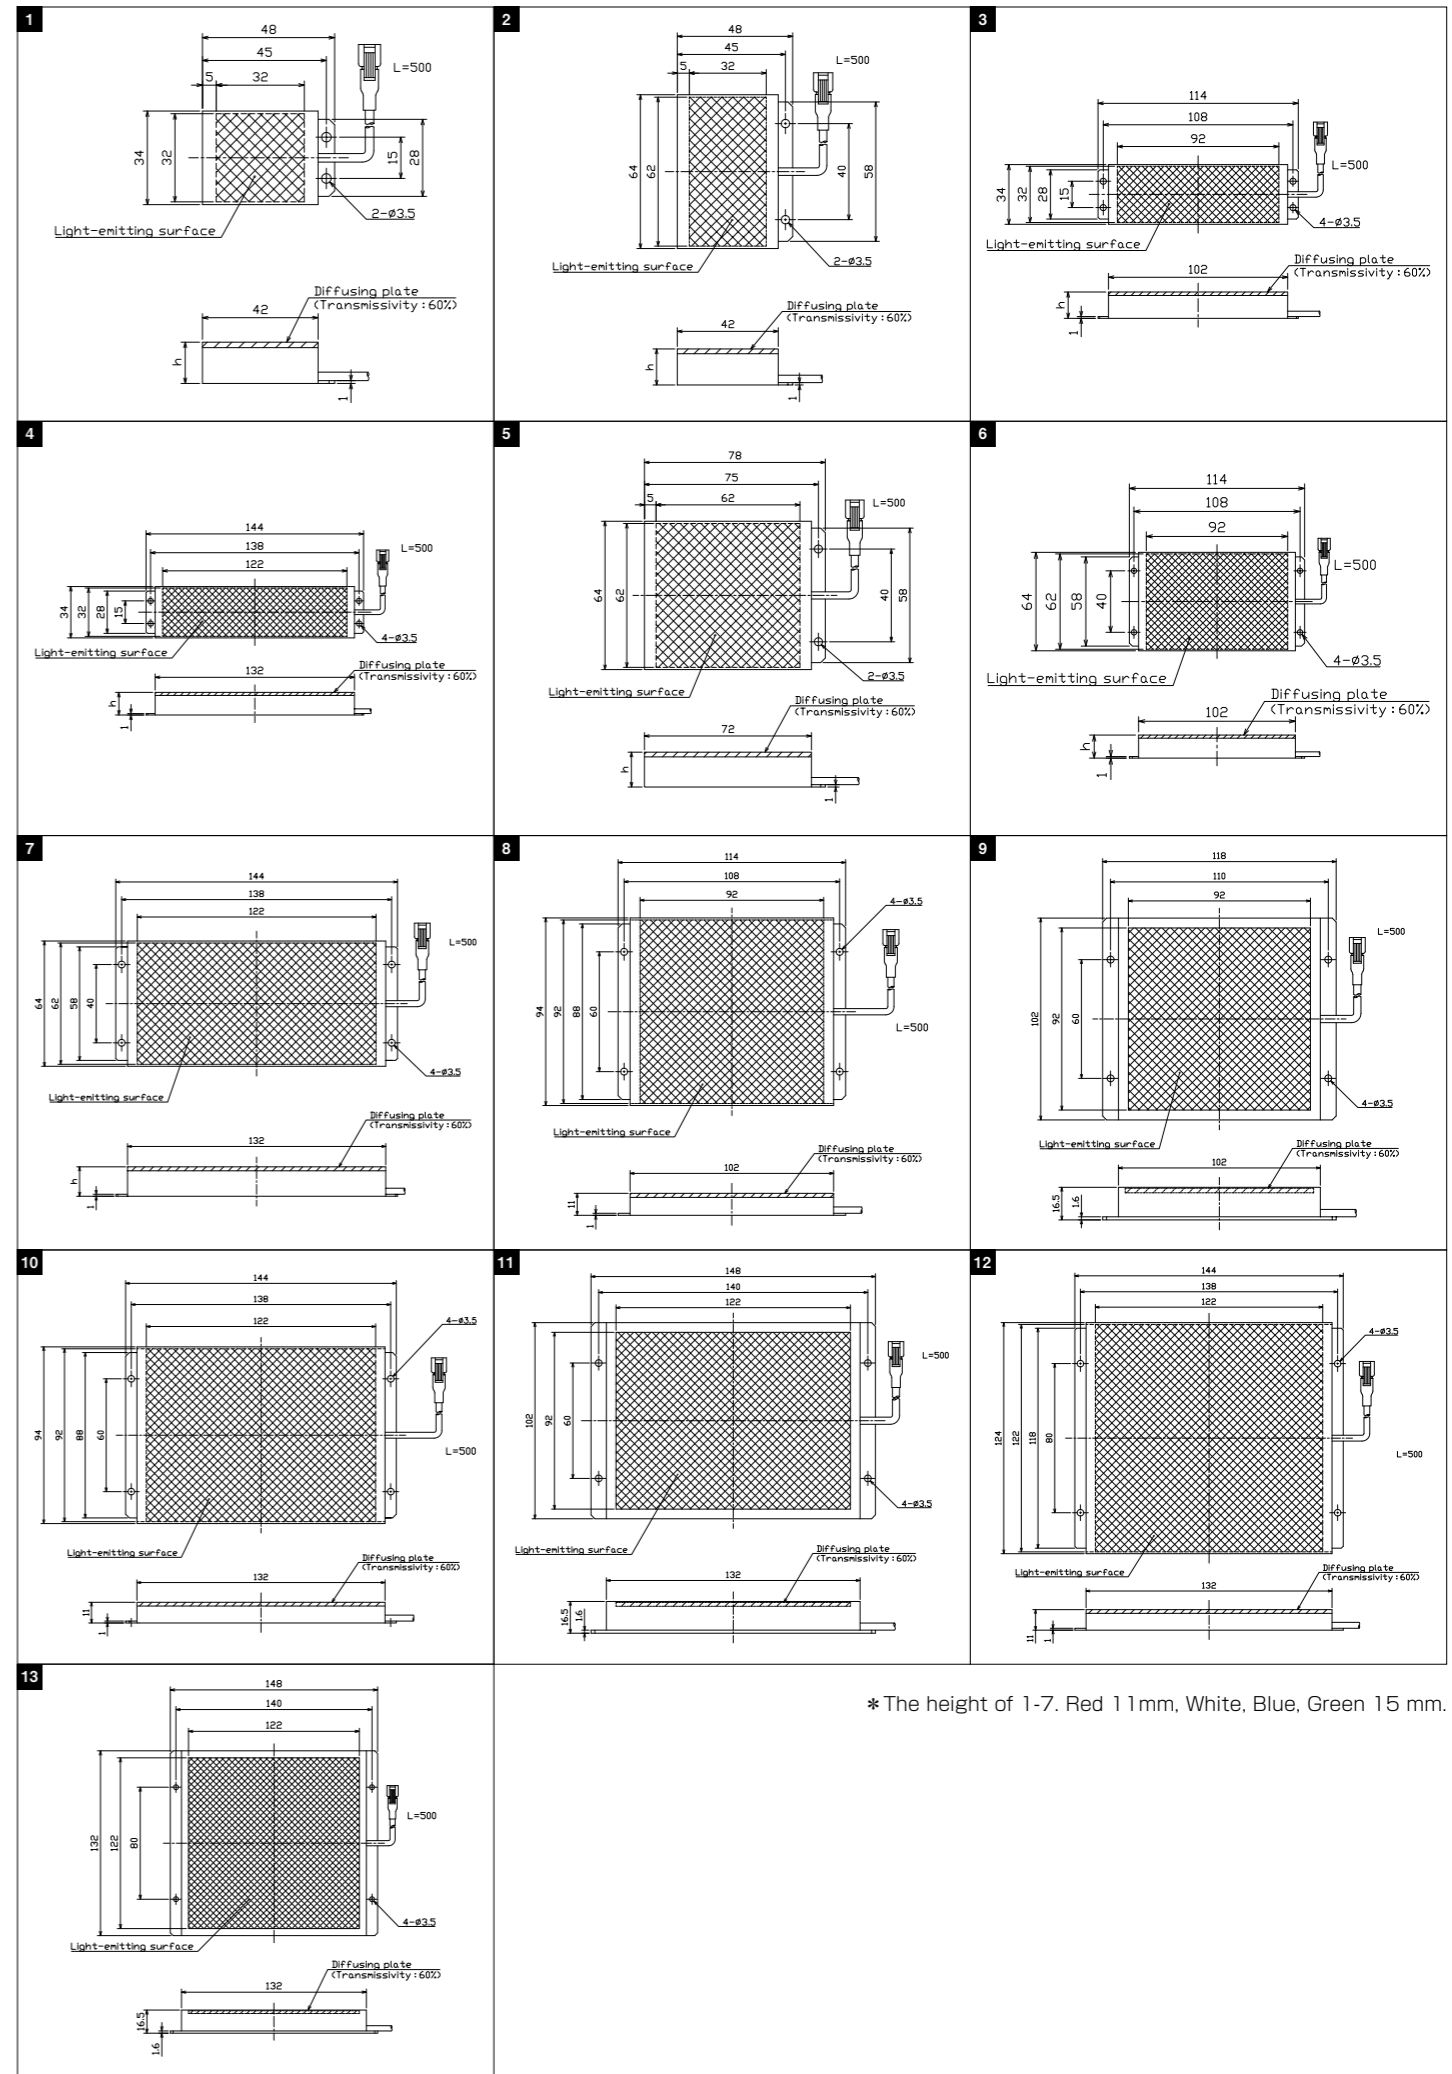 1
48
45
5
32
L=500
34
32
15
28
2-ø3.5
Light-emitting surface
Diffusing plate
(Transmissivity:60%)
42
h
1
2
48
45
5
32
L=500
64
62
40
58
2-ø3.5
Light-emitting surface
Diffusing plate
(Transmissivity:60%)
42
h
1
3
114
108
92
L=500
34
32
28
15
4-ø3.5
Light-emitting surface
Diffusing plate
(Transmissivity:60%)
102
h
1
4
144
138
122
L=500
34
32
28
15
4-ø3.5
Light-emitting surface
Diffusing plate
(Transmissivity:60%)
132
h
1
5
78
75
5
62
L=500
64
62
40
58
2-ø3.5
Light-emitting surface
Diffusing plate
(Transmissivity:60%)
72
h
1
6
114
108
92
L=500
64
62
58
40
4-ø3.5
Light-emitting surface
Diffusing plate
(Transmissivity:60%)
102
h
1
7
144
138
122
L=500
64
62
58
40
4-ø3.5
Light-emitting surface
Diffusing plate
(Transmissivity:60%)
132
h
1
8
114
108
92
4-ø3.5
94
92
88
60
L=500
Light-emitting surface
Diffusing plate
(Transmissivity:60%)
102
11
1
9
118
110
92
L=500
102
92
60
4-ø3.5
Light-emitting surface
Diffusing plate
(Transmissivity:60%)
102
16.5
1.6
10
144
138
122
4-ø3.5
94
92
88
60
L=500
Light-emitting surface
Diffusing plate
(Transmissivity:60%)
132
11
1
11
148
140
122
L=500
102
92
60
4-ø3.5
Light-emitting surface
Diffusing plate
(Transmissivity:60%)
132
16.5
1.6
12
144
138
122
4-ø3.5
124
122
118
80
L=500
Light-emitting surface
Diffusing plate
(Transmissivity:60%)
132
11
1
13
148
140
122
L=500
132
122
80
4-ø3.5
Light-emitting surface
Diffusing plate
(Transmissivity:60%)
132
16.5
1.6
*The height of 1-7. Red 11mm, White, Blue, Green 15 mm.